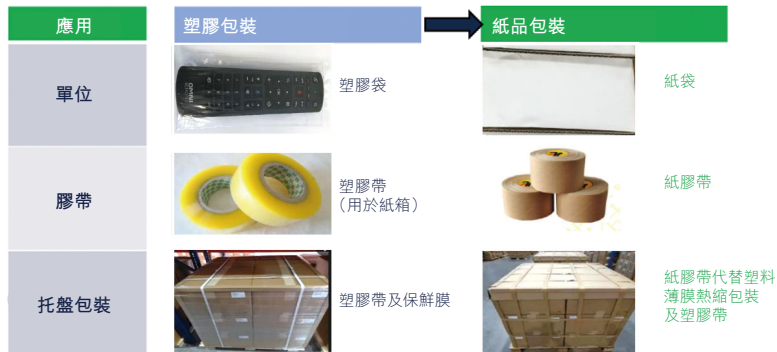 應用
塑膠包裝
紙品包裝
單位
塑膠袋
紙袋
膠帶
塑膠帶
（用於紙箱）
紙膠帶
托盤包裝
塑膠帶及保鮮膜
紙膠帶代替塑料
薄膜熱縮包裝
及塑膠帶